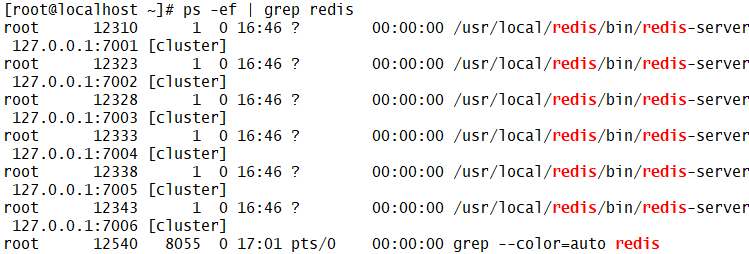 [root@localhost ~]# ps -ef | grep redis
root      12310      1  0 16:46 ?        00:00:00 /usr/local/redis/bin/redis-server
 127.0.0.1:7001 [cluster]
root      12323      1  0 16:46 ?        00:00:00 /usr/local/redis/bin/redis-server
 127.0.0.1:7002 [cluster]
root      12328      1  0 16:46 ?        00:00:00 /usr/local/redis/bin/redis-server
 127.0.0.1:7003 [cluster]
root      12333      1  0 16:46 ?        00:00:00 /usr/local/redis/bin/redis-server
 127.0.0.1:7004 [cluster]
root      12338      1  0 16:46 ?        00:00:00 /usr/local/redis/bin/redis-server
 127.0.0.1:7005 [cluster]
root      12343      1  0 16:46 ?        00:00:00 /usr/local/redis/bin/redis-server
 127.0.0.1:7006 [cluster]
root      12540   8055  0 17:01 pts/0    00:00:00 grep --color=auto redis